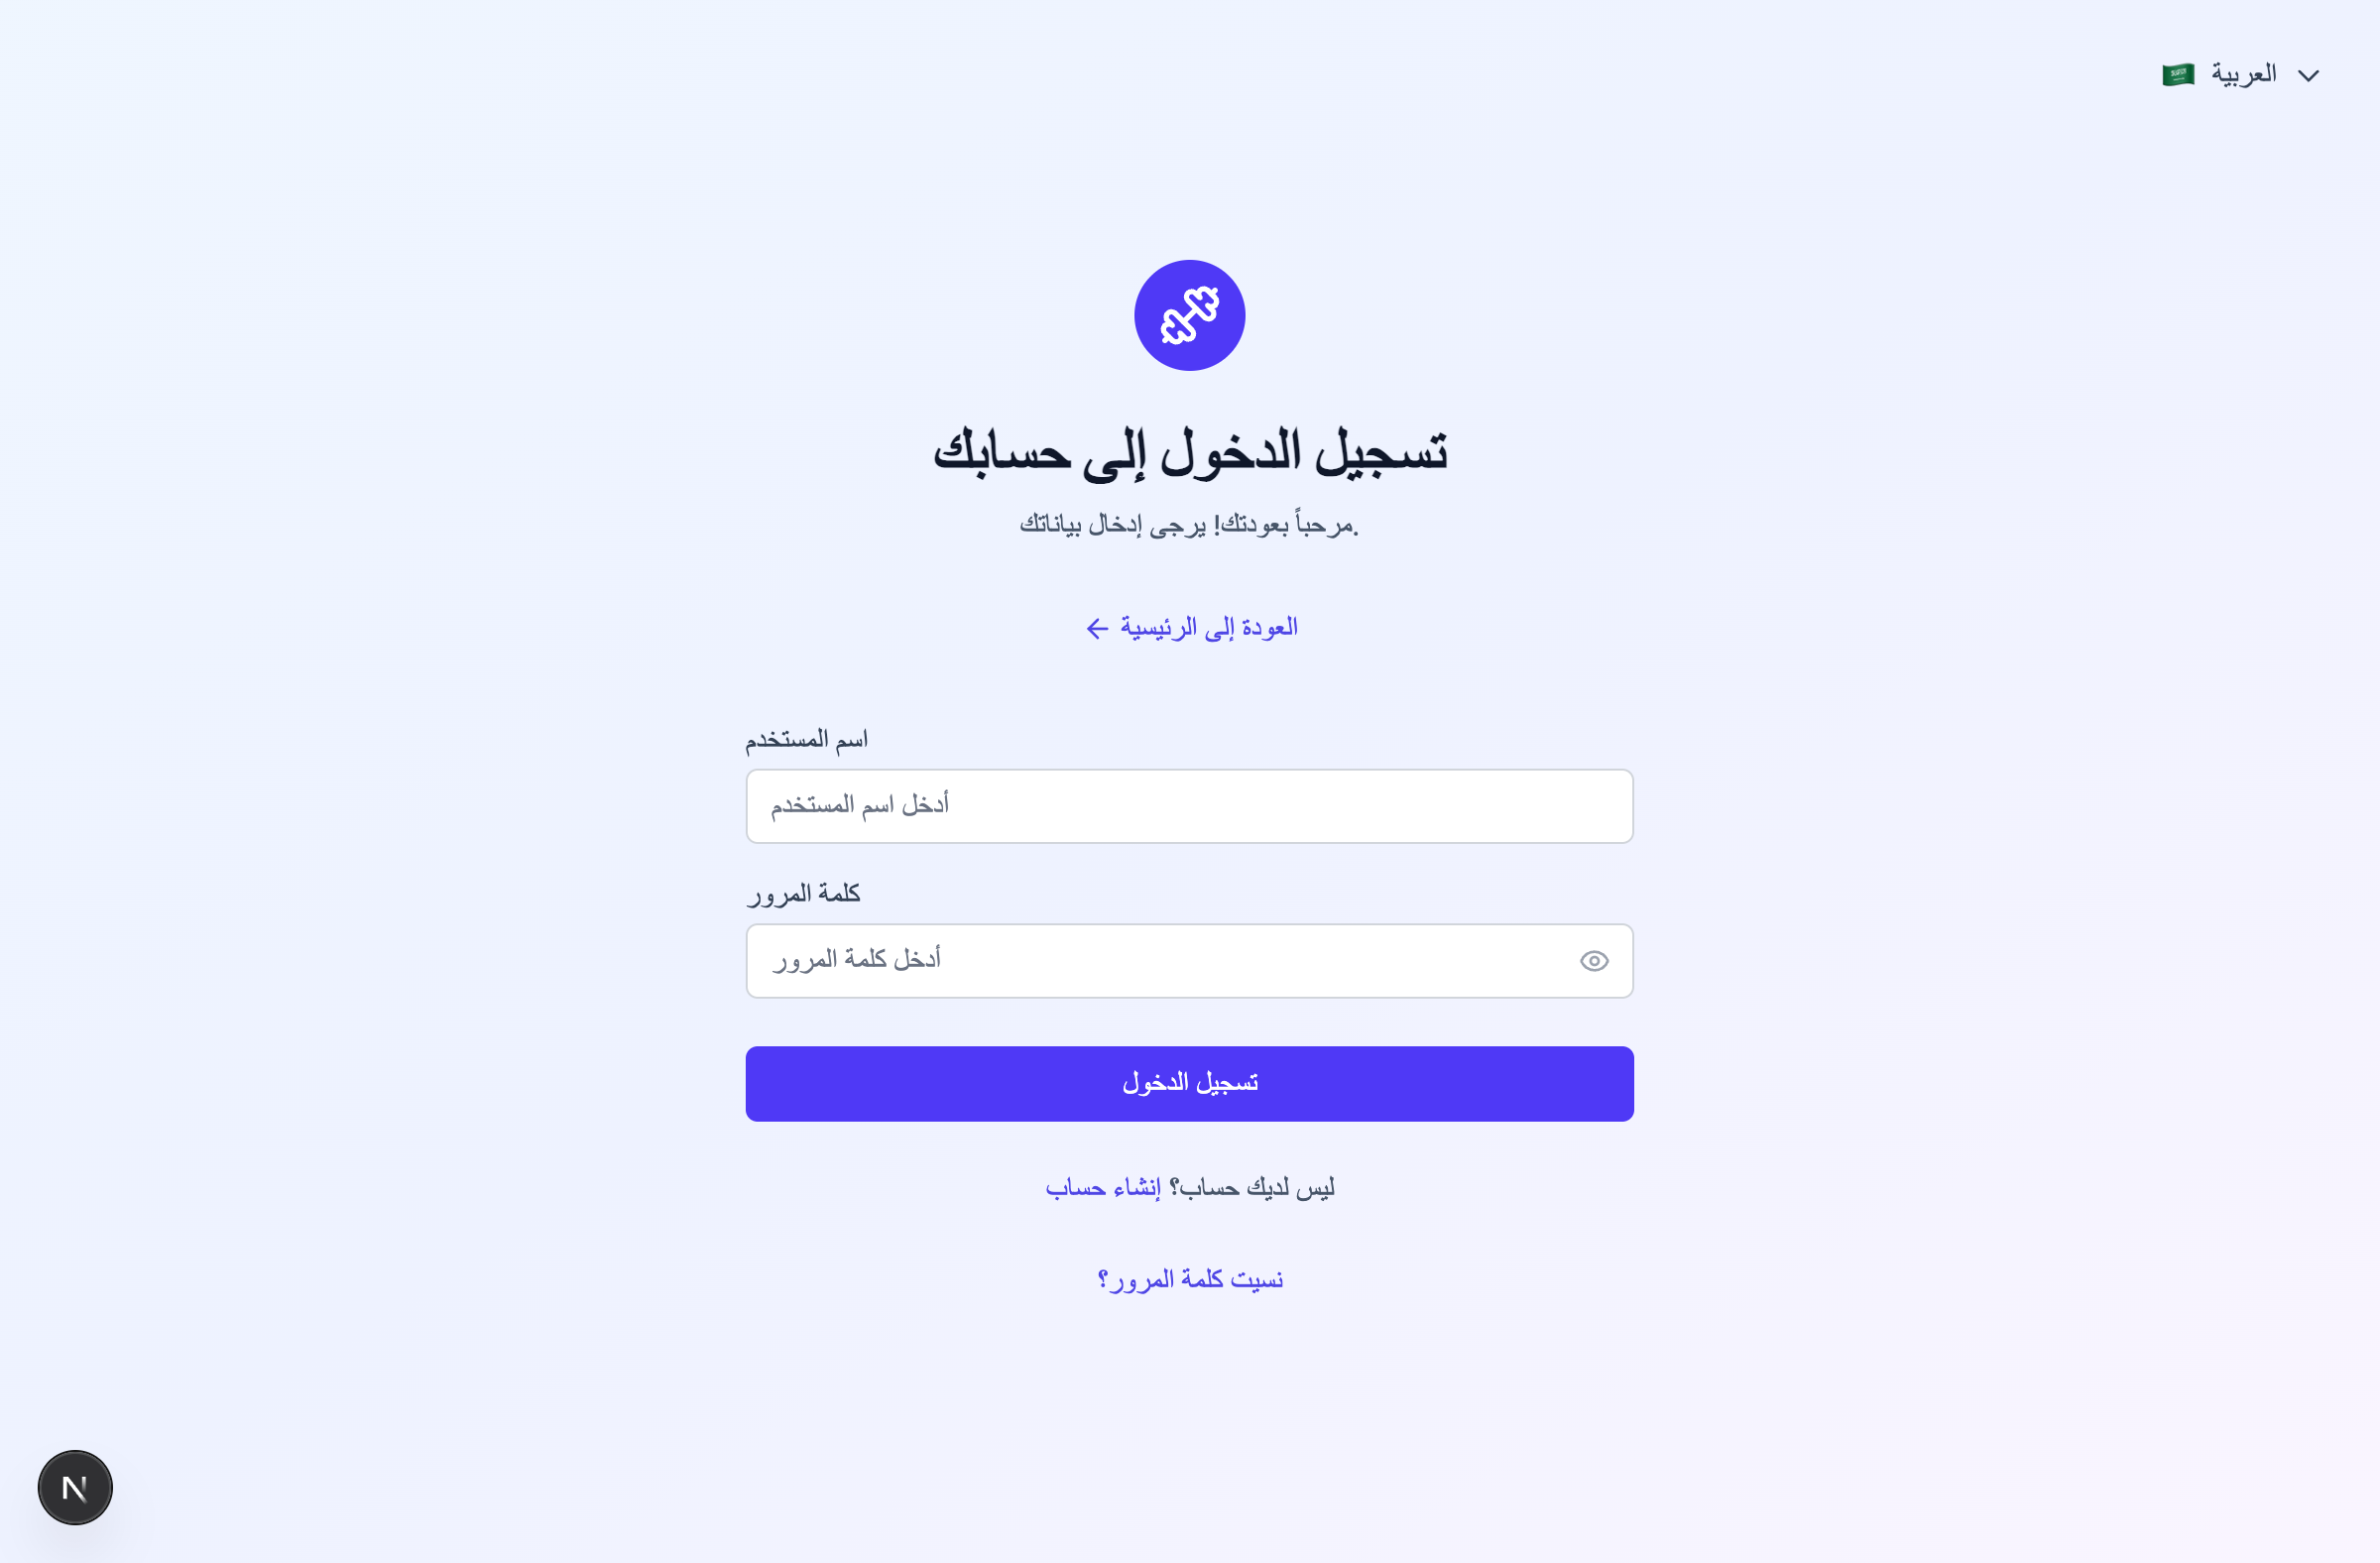 العربية
تسجيل الدخول إلى حسابك
مرحباً بعودتك! يرجى إدخال بياناتك.
العودة إلى الرئيسية
اسم المستخدم
أدخل اسم المستخدم
كلمة المرور
أدخل كلمة المرور
تسجيل الدخول
ليس لديك حساب؟ إنشاء حساب
نسيت كلمة المرور؟
N